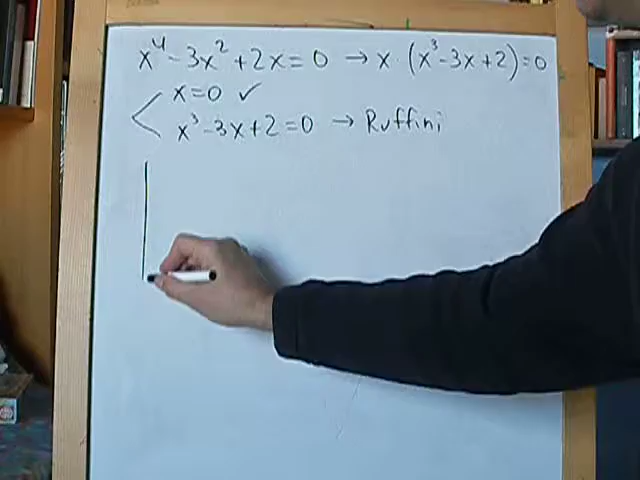 x⁴-3x²+2x=0 → x·(x³-3x+2)=0
x=0 ✓
x³-3x+2=0 → Ruffini